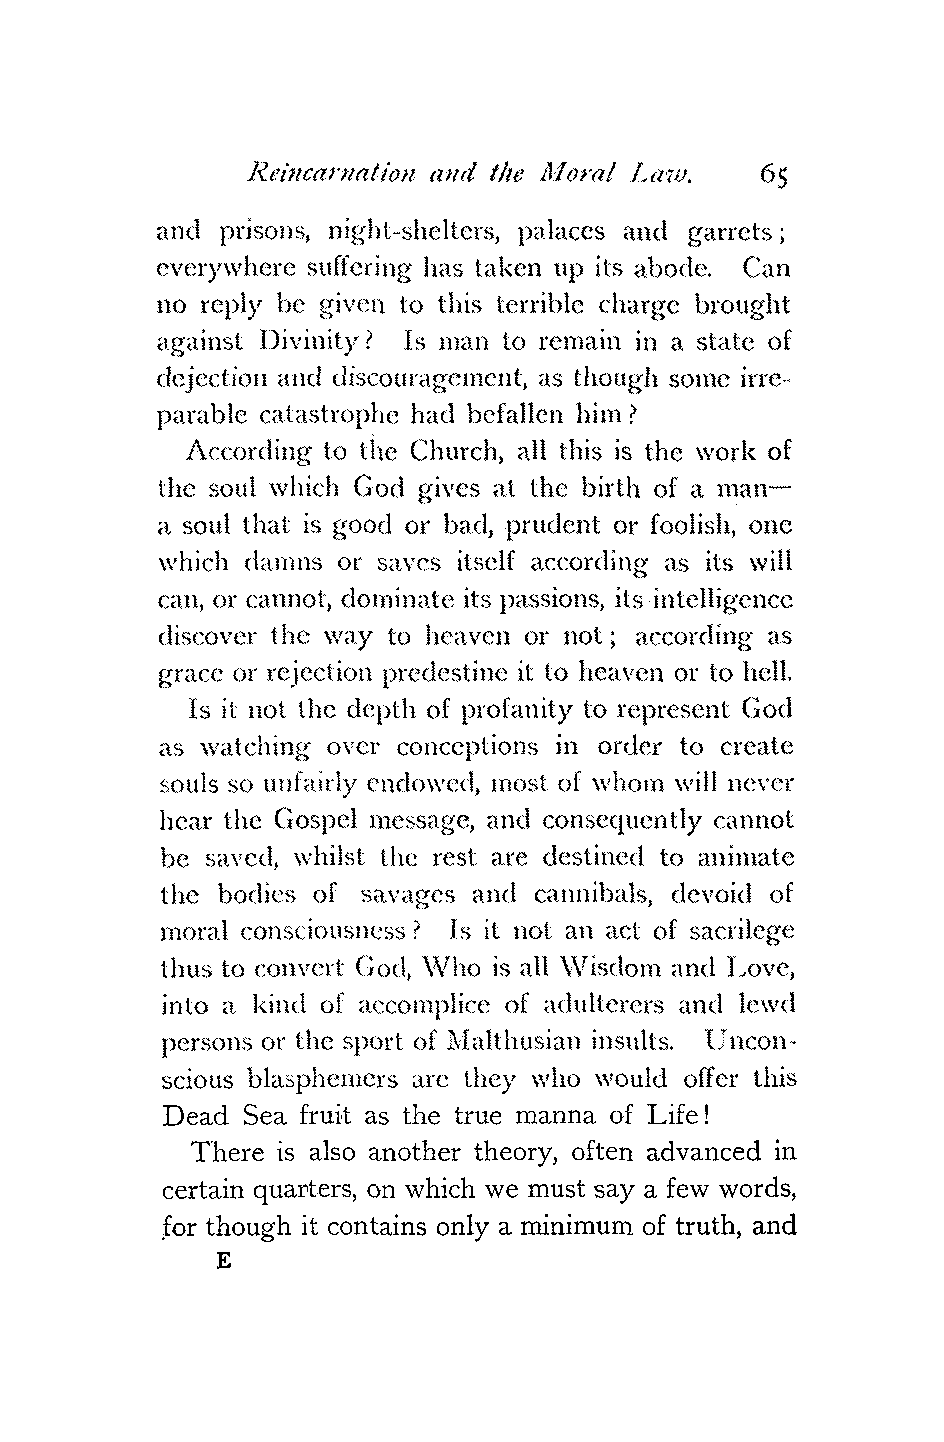 Reincarnation and the Moral Law. 65
and prisons, night-shelters, palaces and garrets;
everywhere suffering has taken up its abode. Can
no reply be given to this terrible charge brought
against Divinity? Is man to remain in a state of
dejection and discouragement, as though some irre-
parable catastrophe had befallen him?
According to the Church, all this is the work of
the soul which God gives at the birth of a man—
a soul that is good or bad, prudent or foolish, one
which damns or saves itself according as its will
can, or cannot, dominate its passions, its intelligence
discover the way to heaven or not; according as
grace or rejection predestine it to heaven or to hell.
Is it not the depth of profanity to represent God
as watching over conceptions in order to create
souls so unfairly endowed, most of whom will never
hear the Gospel message, and consequently cannot
be saved, whilst the rest are destined to animate
the bodies of savages and cannibals, devoid of
moral consciousness? Is it not an act of sacrilege
thus to convert God, Who is all Wisdom and Love,
into a kind of accomplice of adulterers and lewd
persons or the sport of Malthusian insults. Uncon-
scious blasphemers are they who would offer this
Dead Sea fruit as the true manna of Life!
There is also another theory, often advanced in
certain quarters, on which we must say a few words,
for though it contains only a minimum of truth, and
E